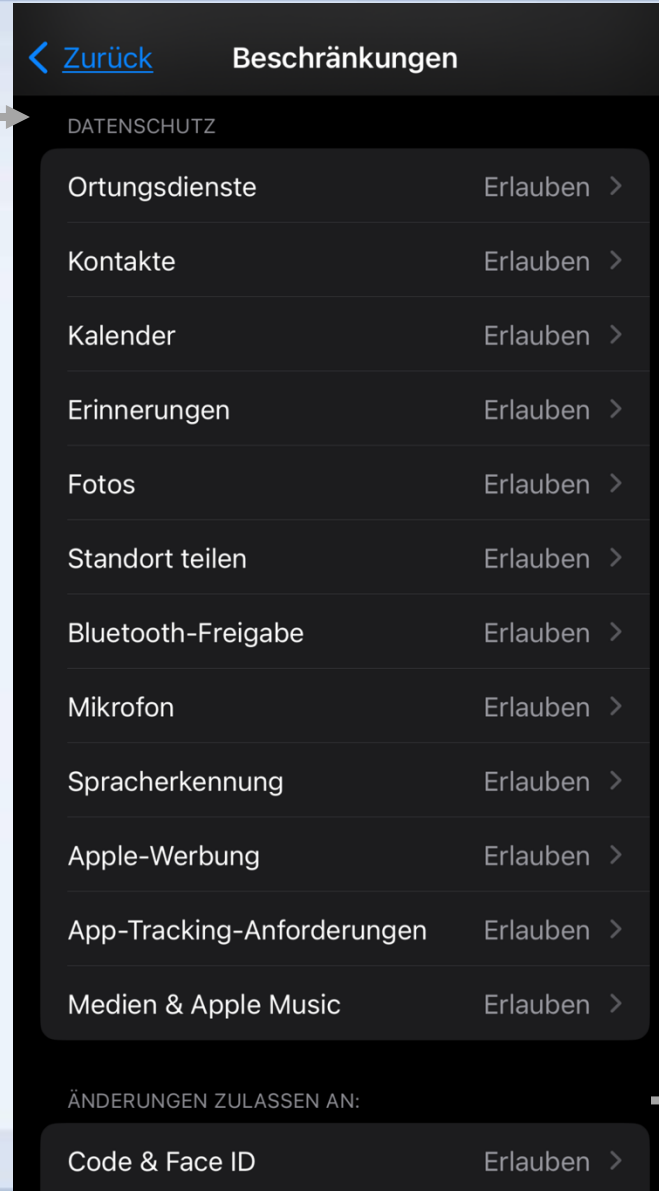 Zurück Beschränkungen
DATENSCHUTZ
Ortungsdienste Erlauben
Kontakte Erlauben
Kalender Erlauben
Erinnerungen Erlauben
Fotos Erlauben
Standort teilen Erlauben
Bluetooth-Freigabe Erlauben
Mikrofon Erlauben
Spracherkennung Erlauben
Apple-Werbung Erlauben
App-Tracking-Anforderungen Erlauben
Medien & Apple Music Erlauben
ÄNDERUNGEN ZULASSEN AN:
Code & Face ID Erlauben